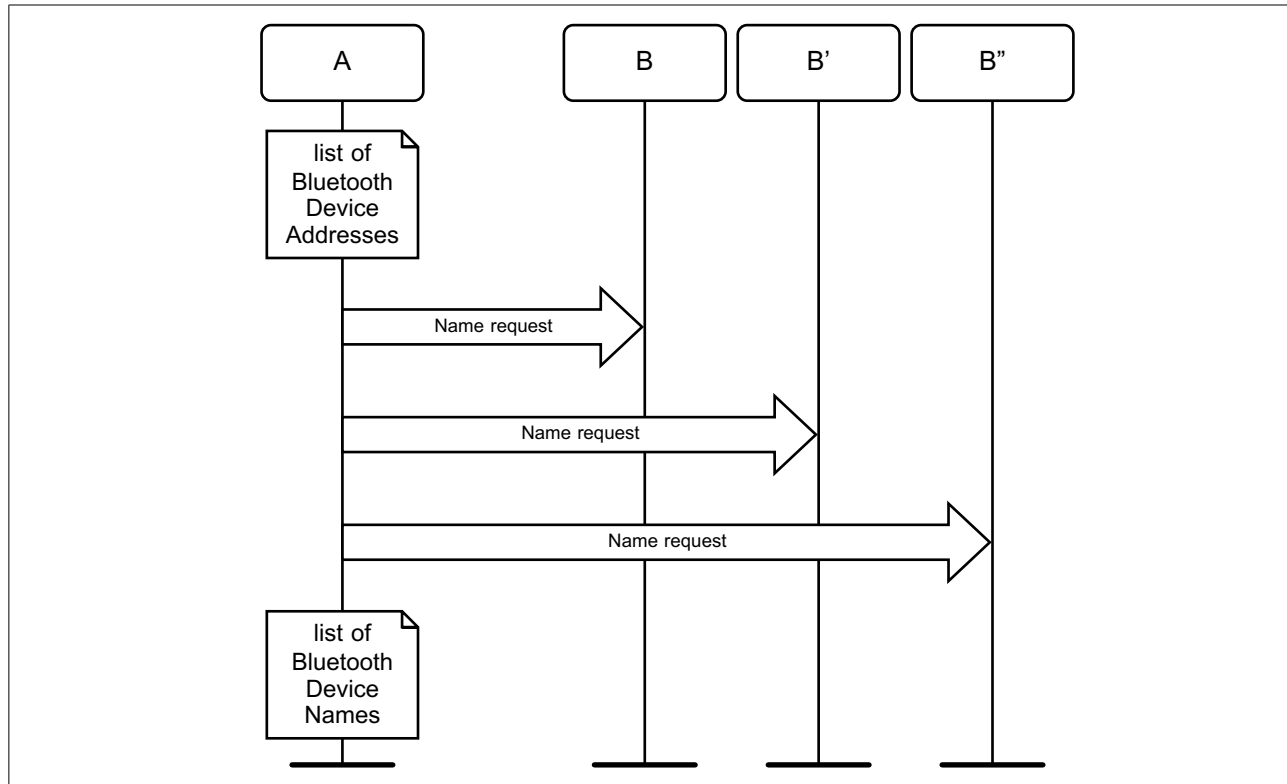 A
B
B’
B”
list of
Bluetooth
Device
Addresses
Name request
Name request
Name request
list of
Bluetooth
Device
Names